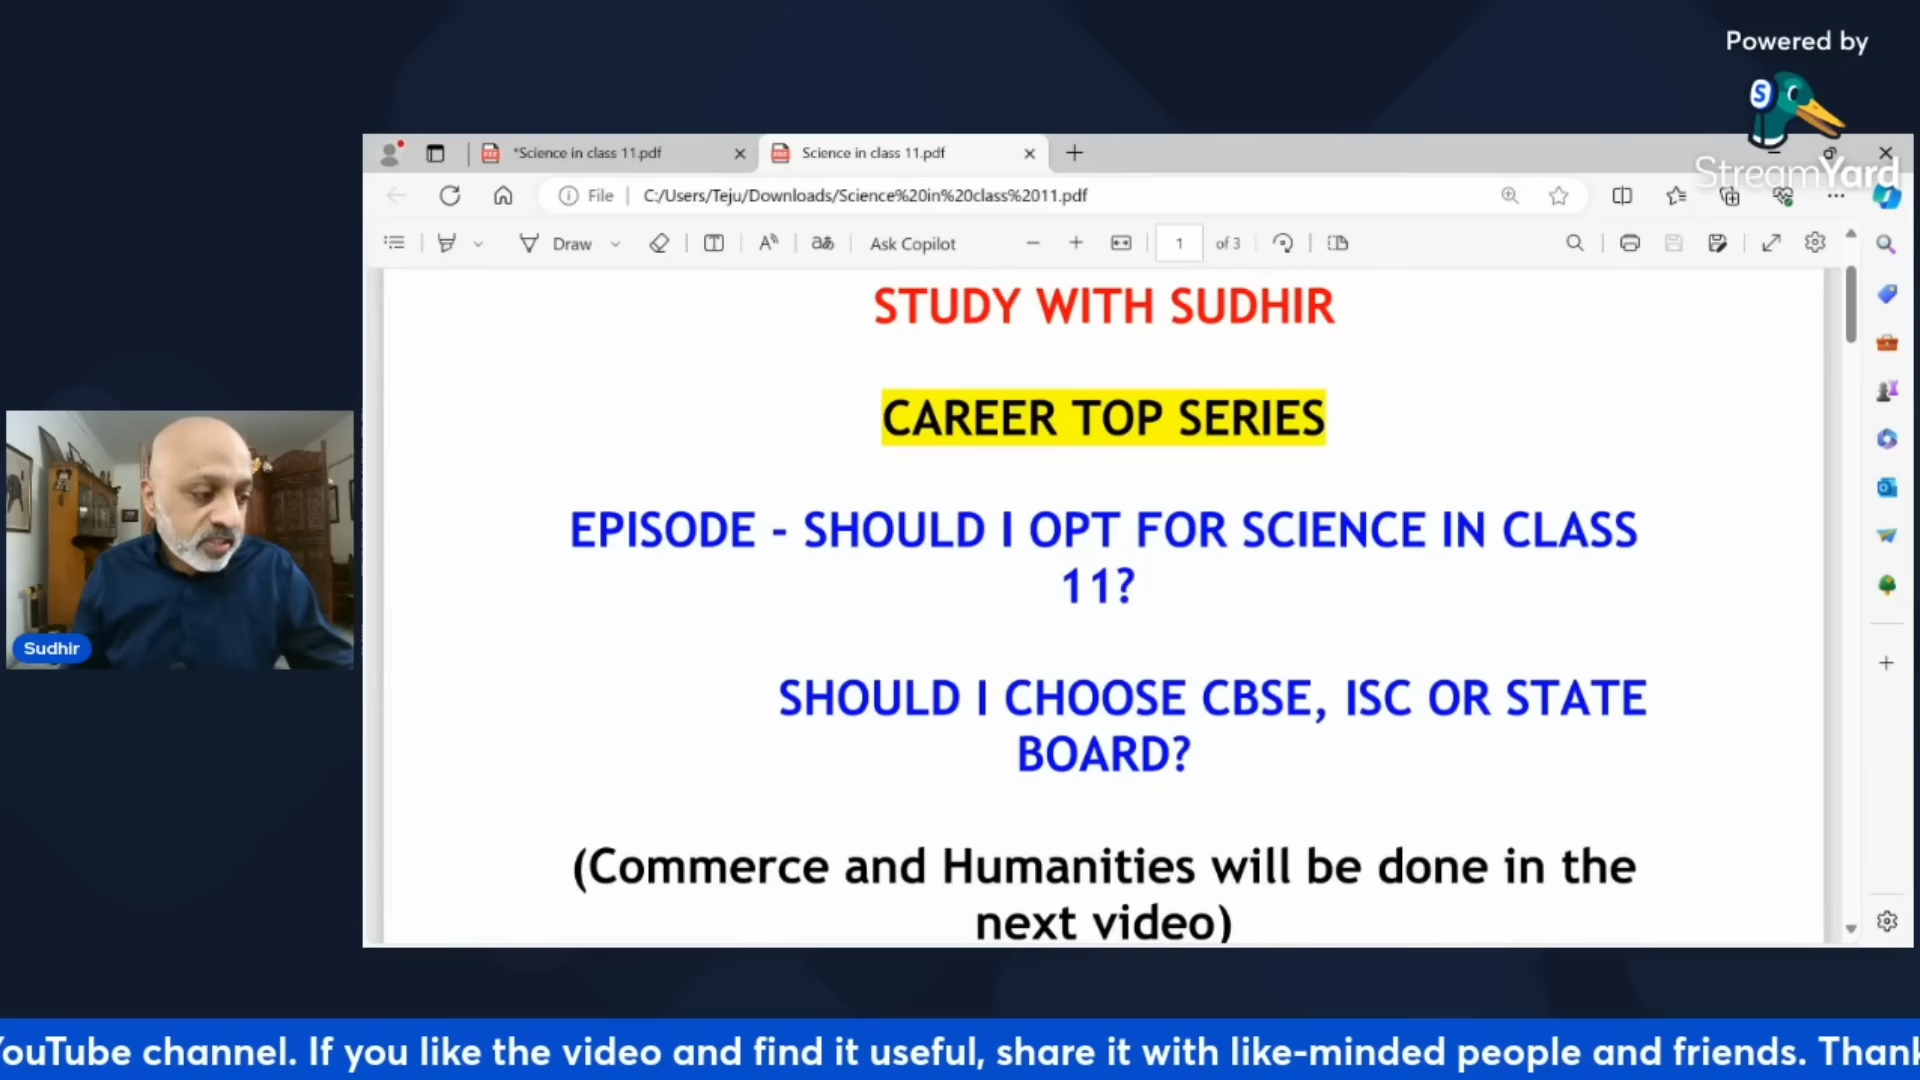 Powered by
StreamYard
*Science in class 11.pdf
Science in class 11.pdf
File
C:/Users/Teju/Downloads/Science%20in%20class%2011.pdf
Draw
Ask Copilot
1 of 3
STUDY WITH SUDHIR
CAREER TOP SERIES
EPISODE - SHOULD I OPT FOR SCIENCE IN CLASS
11?
SHOULD I CHOOSE CBSE, ISC OR STATE
BOARD?
(Commerce and Humanities will be done in the
next video)
Sudhir
YouTube channel. If you like the video and find it useful, share it with like-minded people and friends. Thank